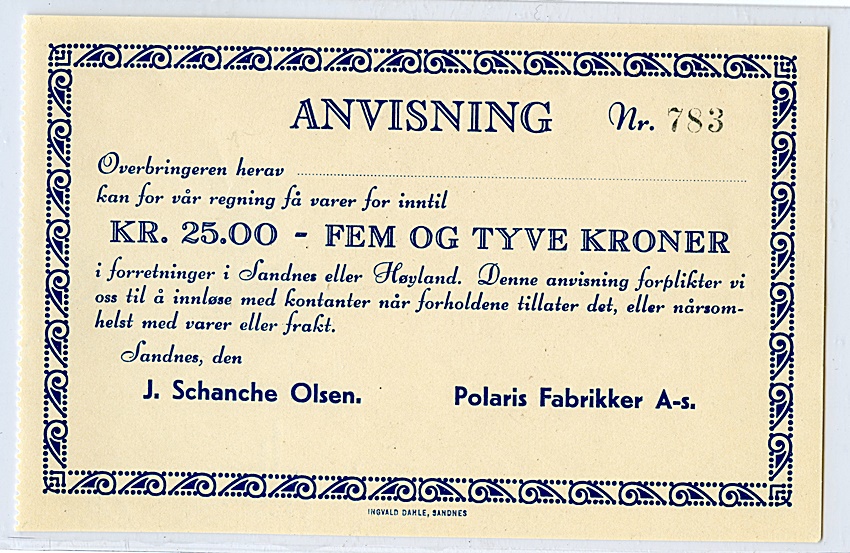 ANVISNING Nr. 783
Overbringeren herav
kan for vår regning få varer for inntil
KR. 25.00 - FEM OG TYVE KRONER
i forretninger i Sandnes eller Høyland. Denne anvisning forplikter vi
oss til å innløse med kontanter når forholdene tillater det, eller nårsom-
helst med varer eller frakt.
Sandnes, den
J. Schanche Olsen. Polaris Fabrikker A-s.
INGVALD DAHLE, SANDNES